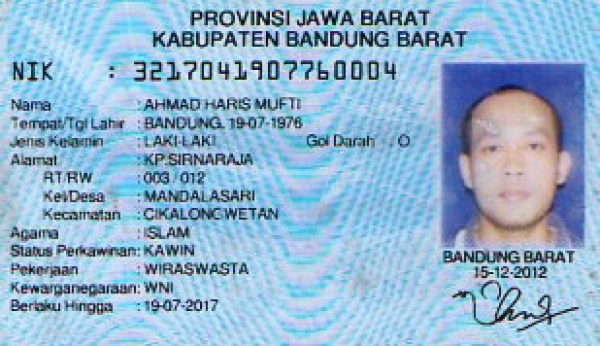 PROVINSI JAWA BARAT
KABUPATEN BANDUNG BARAT
NIK : 3217041907760004
Nama : AHMAD HARIS MUFTI
Tempat/Tgl Lahir : BANDUNG, 19-07-1976
Jenis Kelamin : LAKI-LAKI Gol Darah : O
Alamat : KP.SIRNARAJA
RT/RW : 003 / 012
Kel/Desa : MANDALASARI
Kecamatan : CIKALONGWETAN
Agama : ISLAM
Status Perkawinan: KAWIN
Pekerjaan : WIRASWASTA
Kewarganegaraan: WNI
Berlaku Hingga : 19-07-2017
BANDUNG BARAT
15-12-2012